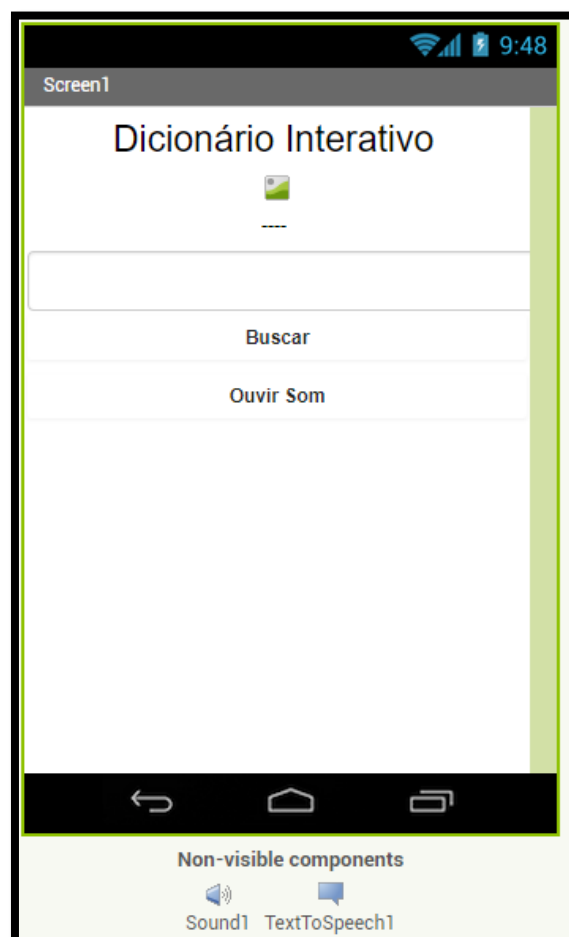 9:48
Screen1
Dicionário Interativo
----
Buscar
Ouvir Som
Non-visible components
Sound1 TextToSpeech1